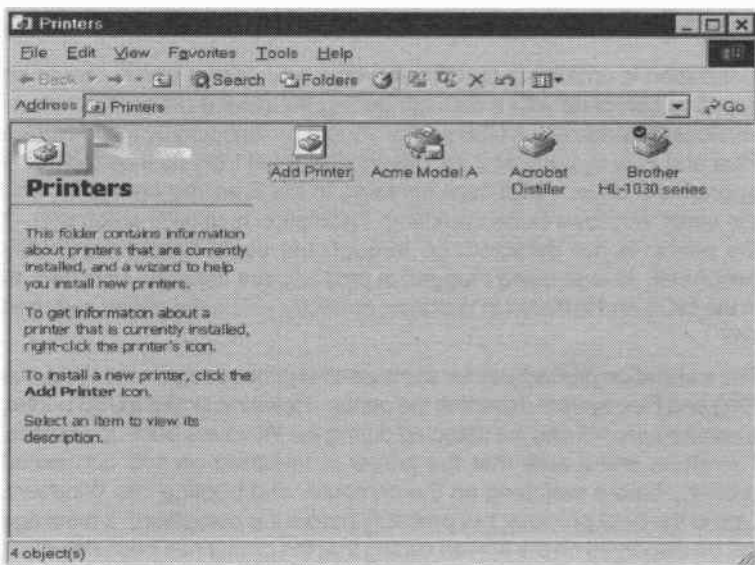 Printers
File Edit View Favorites Tools Help
Back Search Folders
Address Printers Go
Add Printer Acme Model A Acrobat Distiller Brother HL-1030 series
Printers
This folder contains information
about printers that are currently
installed, and a wizard to help
you install new printers.
To get information about a
printer that is currently installed,
right-click the printer's icon.
To install a new printer, click the
Add Printer icon.
Select an item to view its
description.
4 object(s)